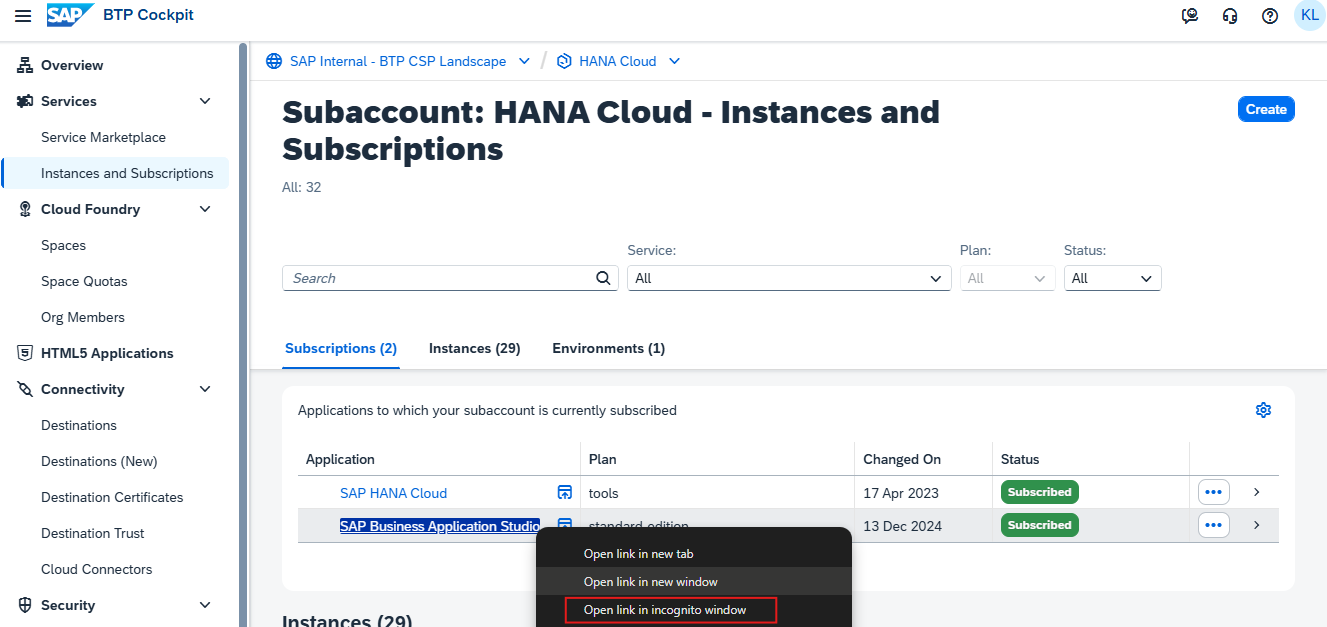 SAP BTP Cockpit
KL
Overview
Services
Service Marketplace
Instances and Subscriptions
Cloud Foundry
Spaces
Space Quotas
Org Members
HTML5 Applications
Connectivity
Destinations
Destinations (New)
Destination Certificates
Destination Trust
Cloud Connectors
Security
SAP Internal - BTP CSP Landscape / HANA Cloud
Subaccount: HANA Cloud - Instances and
Subscriptions
Create
All: 32
Service: Plan: Status:
Search All All All
Subscriptions (2) Instances (29) Environments (1)
Applications to which your subaccount is currently subscribed
Application Plan Changed On Status
SAP HANA Cloud tools 17 Apr 2023 Subscribed
SAP Business Application Studio standard-edition 13 Dec 2024 Subscribed
Open link in new tab
Open link in new window
Open link in incognito window
Instances (29)